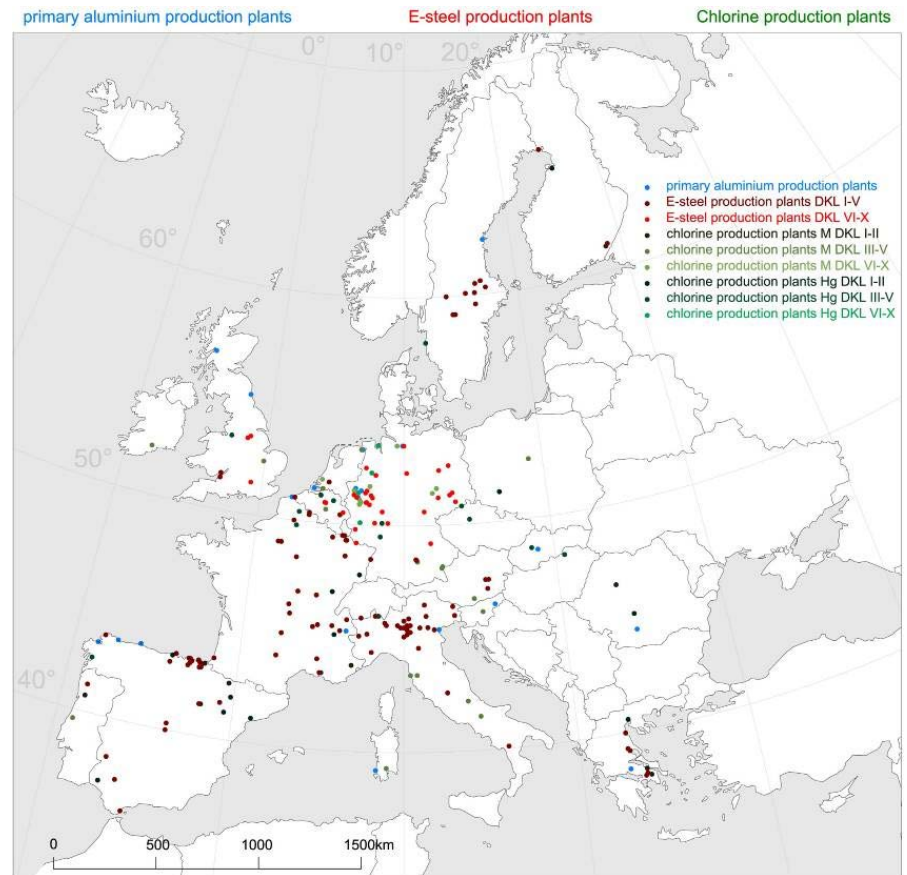 primary aluminium production plants E-steel production plants Chlorine production plants
0° 10° 20°
primary aluminium production plants
E-steel production plants DKL I-V
E-steel production plants DKL VI-X
chlorine production plants M DKL I-II
chlorine production plants M DKL III-V
chlorine production plants M DKL VI-X
chlorine production plants Hg DKL I-II
chlorine production plants Hg DKL III-V
chlorine production plants Hg DKL VI-X
60°
50°
40°
0 500 1000 1500km